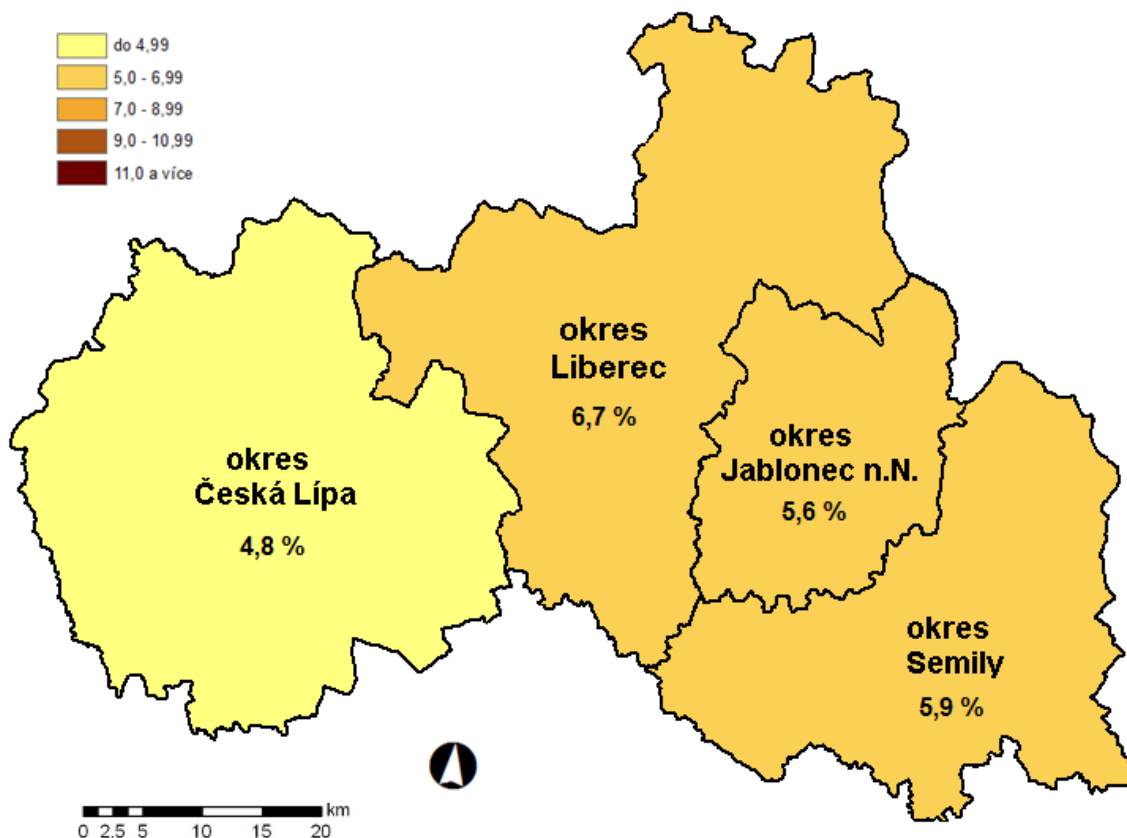 do 4,99
5,0 - 6,99
7,0 - 8,99
9,0 - 10,99
11,0 a více
okres
Liberec
6,7 %
okres
Jablonec n.N.
5,6 %
okres
Česká Lípa
4,8 %
okres
Semily
5,9 %
km
0 2,5 5 10 15 20